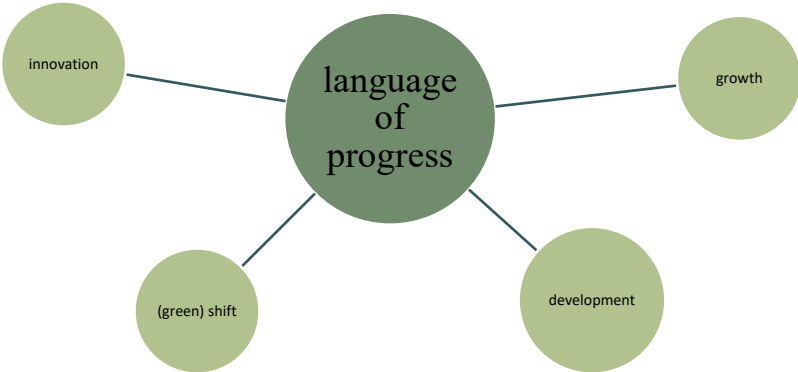 innovation
language
of
progress
growth
(green) shift
development